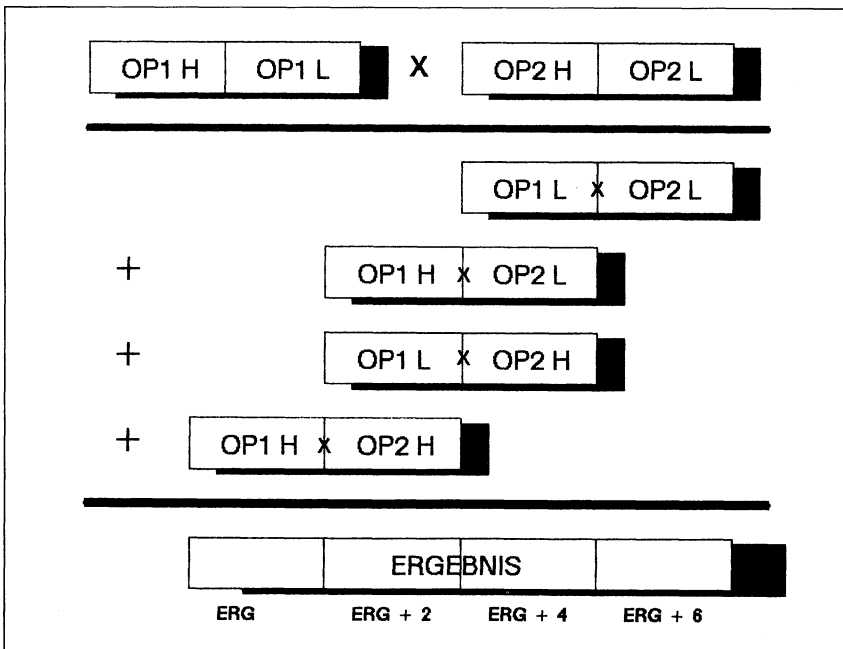 OP1 H OP1 L X OP2 H OP2 L
OP1 L X OP2 L
+ OP1 H X OP2 L
+ OP1 L X OP2 H
+ OP1 H X OP2 H
ERGEBNIS
ERG ERG + 2 ERG + 4 ERG + 6